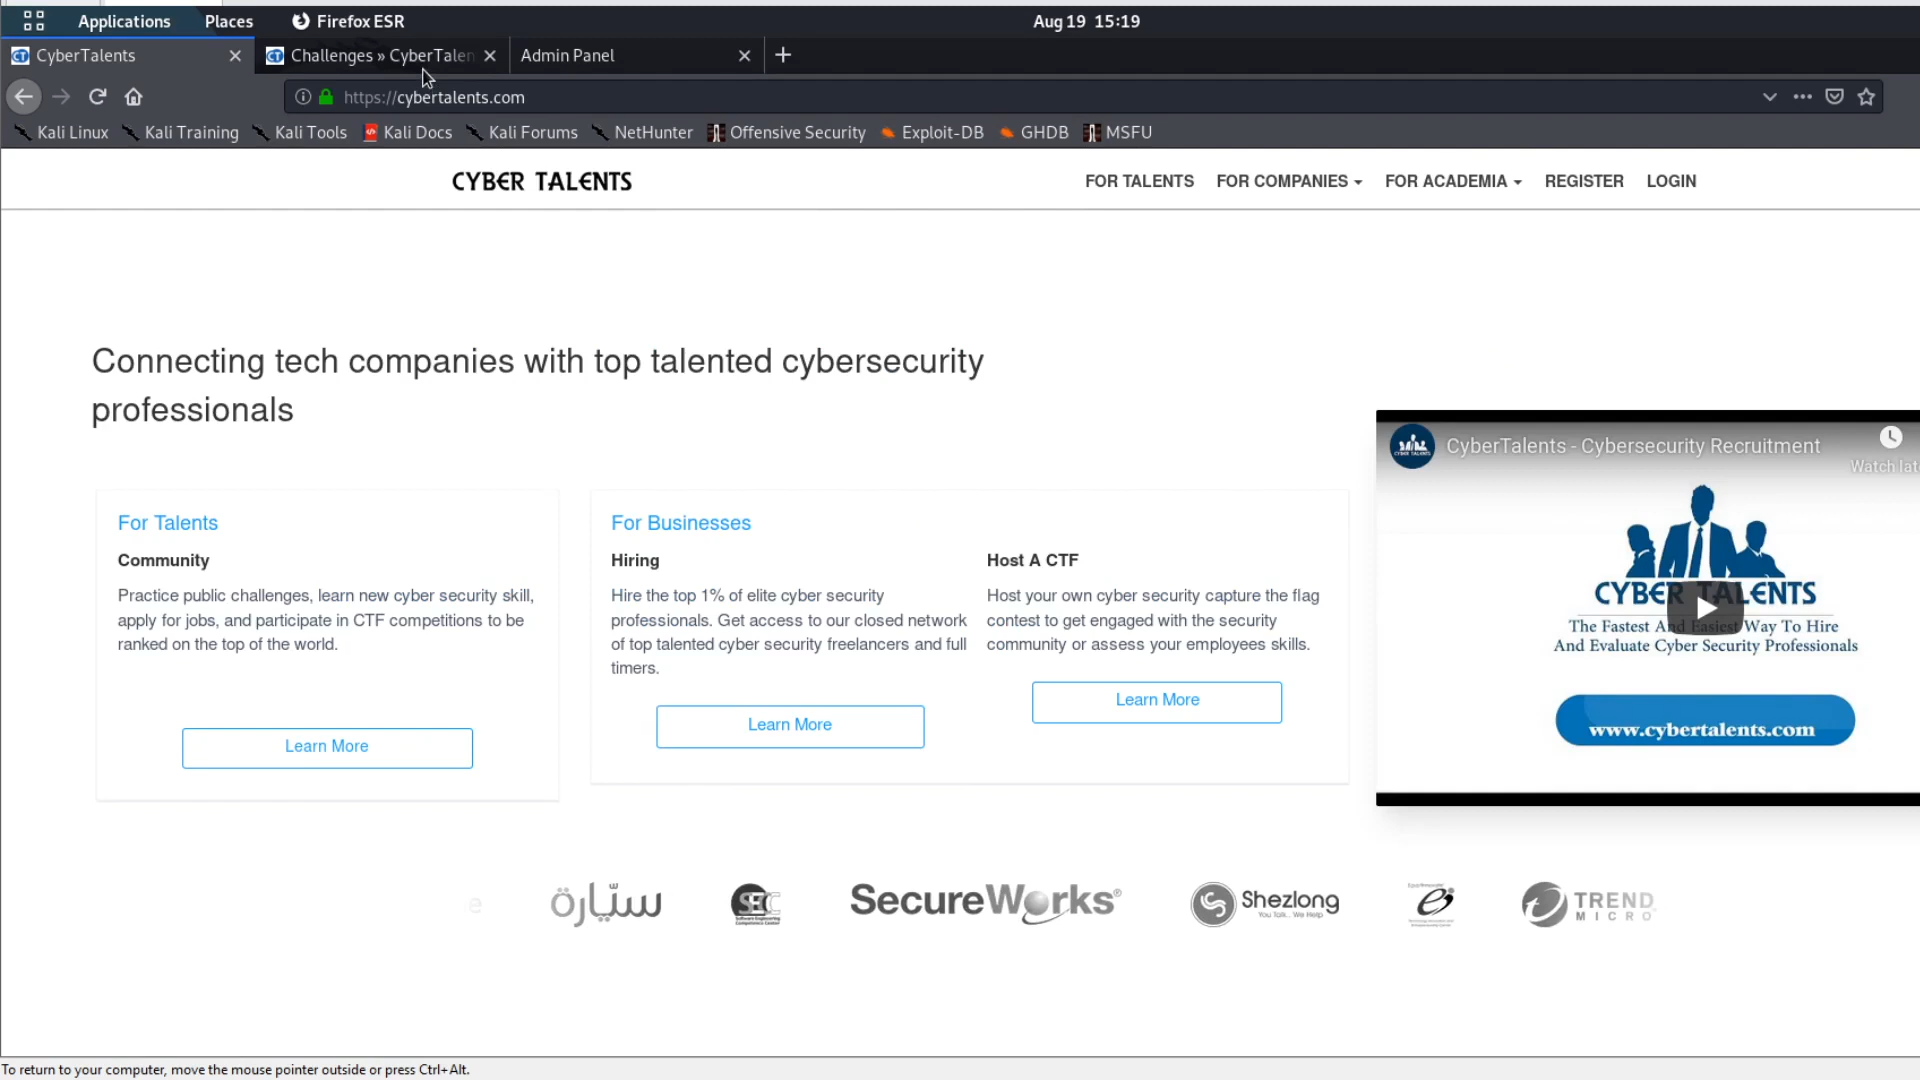 Applications Places Firefox ESR Aug 19 15:19
CyberTalents Challenges » CyberTalen Admin Panel
https://cybertalents.com
Kali Linux Kali Training Kali Tools Kali Docs Kali Forums NetHunter Offensive Security Exploit-DB GHDB MSFU
CYBER TALENTS FOR TALENTS FOR COMPANIES FOR ACADEMIA REGISTER LOGIN
Connecting tech companies with top talented cybersecurity
professionals
For Talents
Community
Practice public challenges, learn new cyber security skill,
apply for jobs, and participate in CTF competitions to be
ranked on the top of the world.
Learn More
For Businesses
Hiring
Hire the top 1% of elite cyber security
professionals. Get access to our closed network
of top talented cyber security freelancers and full
timers.
Learn More
Host A CTF
Host your own cyber security capture the flag
contest to get engaged with the security
community or assess your employees skills.
Learn More
CyberTalents - Cybersecurity Recruitment
Watch lat
CYBER TALENTS
The Fastest And Easiest Way To Hire
And Evaluate Cyber Security Professionals
www.cybertalents.com
e سيّارة SEC SecureWorks® Shezlong TREND
You Talk.. We Help MICRO
To return to your computer, move the mouse pointer outside or press Ctrl+Alt.